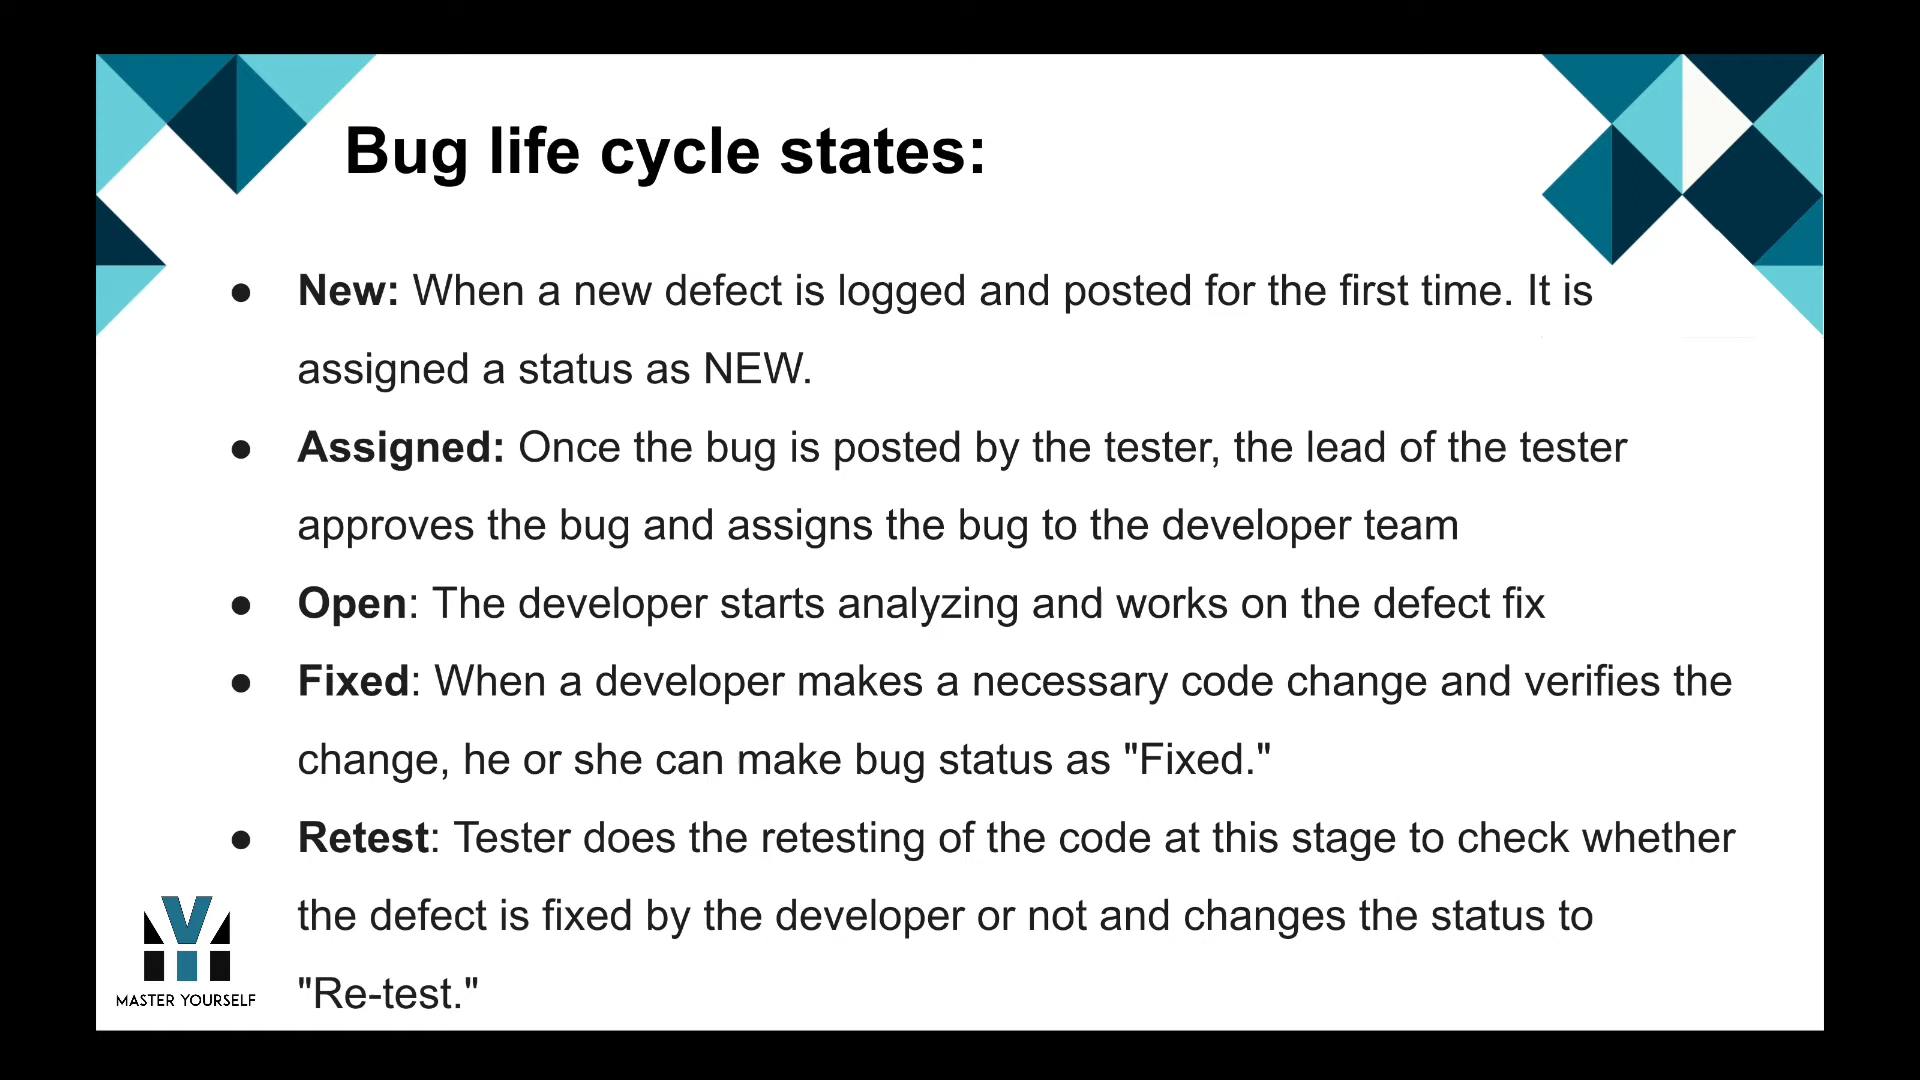 Bug life cycle states:
● New: When a new defect is logged and posted for the first time. It is
assigned a status as NEW.
● Assigned: Once the bug is posted by the tester, the lead of the tester
approves the bug and assigns the bug to the developer team
● Open: The developer starts analyzing and works on the defect fix
● Fixed: When a developer makes a necessary code change and verifies the
change, he or she can make bug status as "Fixed."
● Retest: Tester does the retesting of the code at this stage to check whether
the defect is fixed by the developer or not and changes the status to
"Re-test."
MASTER YOURSELF